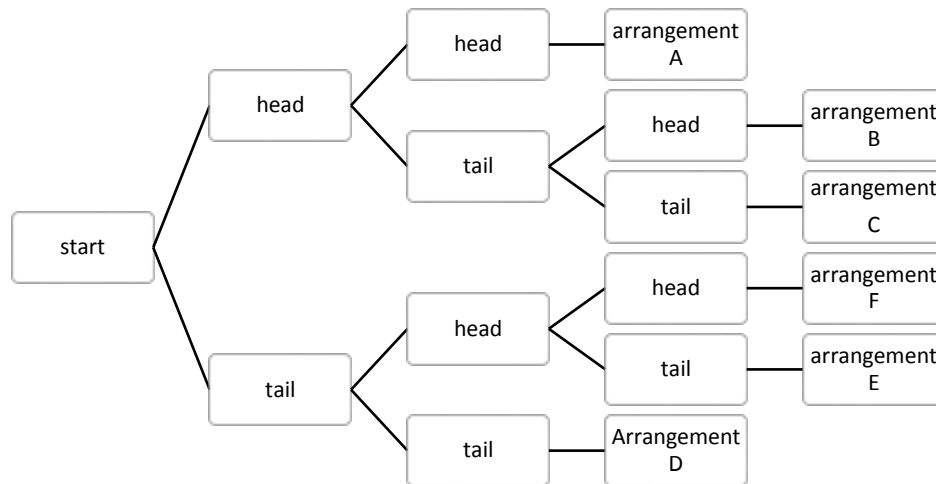 head
arrangement
A
head
head
arrangement
B
tail
tail
arrangement
C
start
head
arrangement
F
head
tail
tail
arrangement
E
tail
Arrangement
D